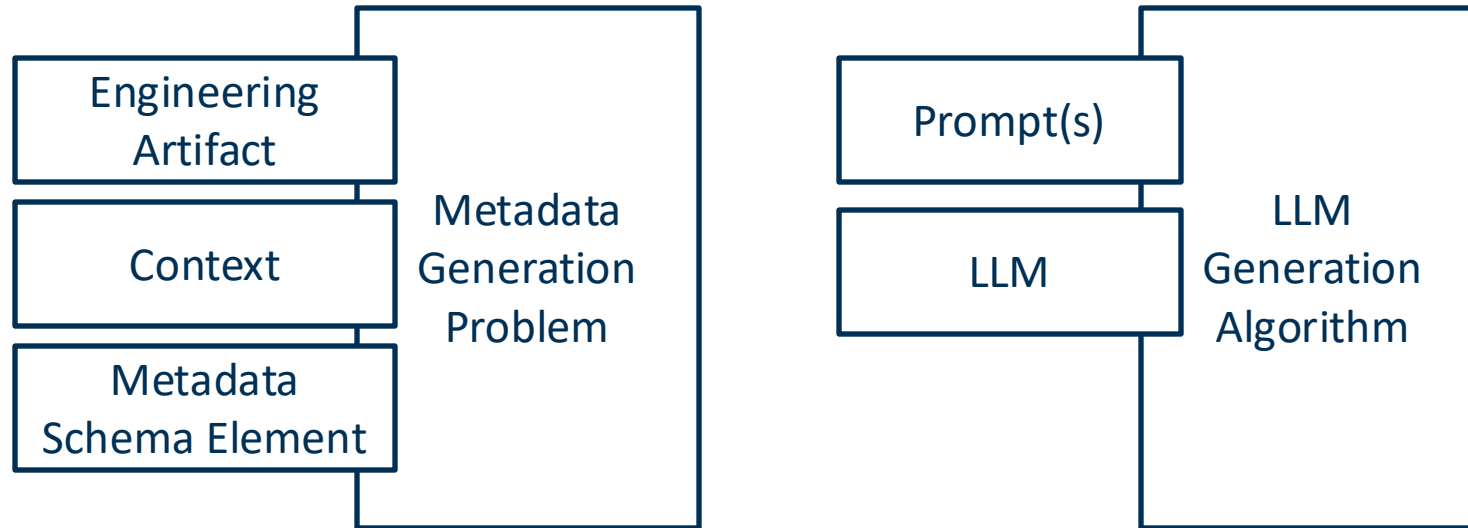 Engineering
Artifact
Context
Metadata
Schema Element
Metadata
Generation
Problem
Prompt(s)
LLM
LLM
Generation
Algorithm